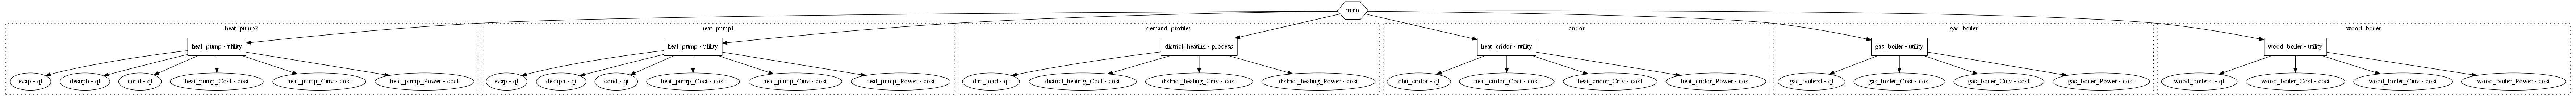 main
heat_pump2
heat_pump1
demand_profiles
cridor
gas_boiler
wood_boiler
heat_pump - utility
heat_pump - utility
district_heating - process
heat_cridor - utility
gas_boiler - utility
wood_boiler - utility
evap - qt
desuph - qt
cond - qt
heat_pump_Cost - cost
heat_pump_Cinv - cost
heat_pump_Power - cost
evap - qt
desuph - qt
cond - qt
heat_pump_Cost - cost
heat_pump_Cinv - cost
heat_pump_Power - cost
dhn_load - qt
district_heating_Cost - cost
district_heating_Cinv - cost
district_heating_Power - cost
dhn_cridor - qt
heat_cridor_Cost - cost
heat_cridor_Cinv - cost
heat_cridor_Power - cost
gas_boilerst - qt
gas_boiler_Cost - cost
gas_boiler_Cinv - cost
gas_boiler_Power - cost
wood_boilerst - qt
wood_boiler_Cost - cost
wood_boiler_Cinv - cost
wood_boiler_Power - cost